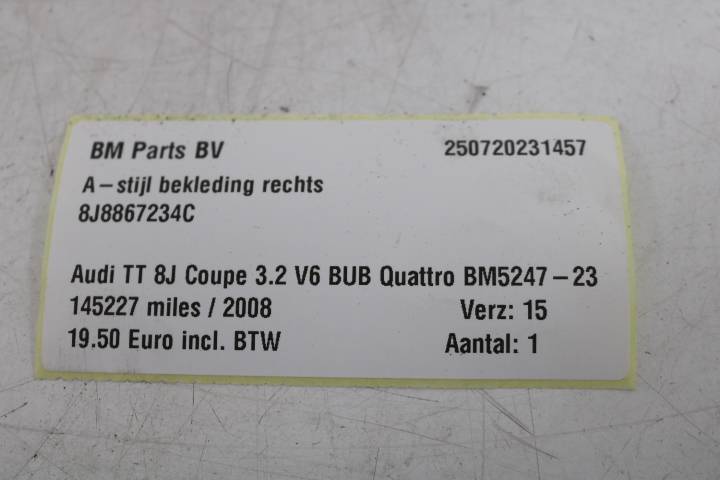 BM Parts BV 250720231457
A-stijl bekleding rechts
8J8867234C
Audi TT 8J Coupe 3.2 V6 BUB Quattro BM5247-23
145227 miles / 2008 Verz: 15
19.50 Euro incl. BTW Aantal: 1